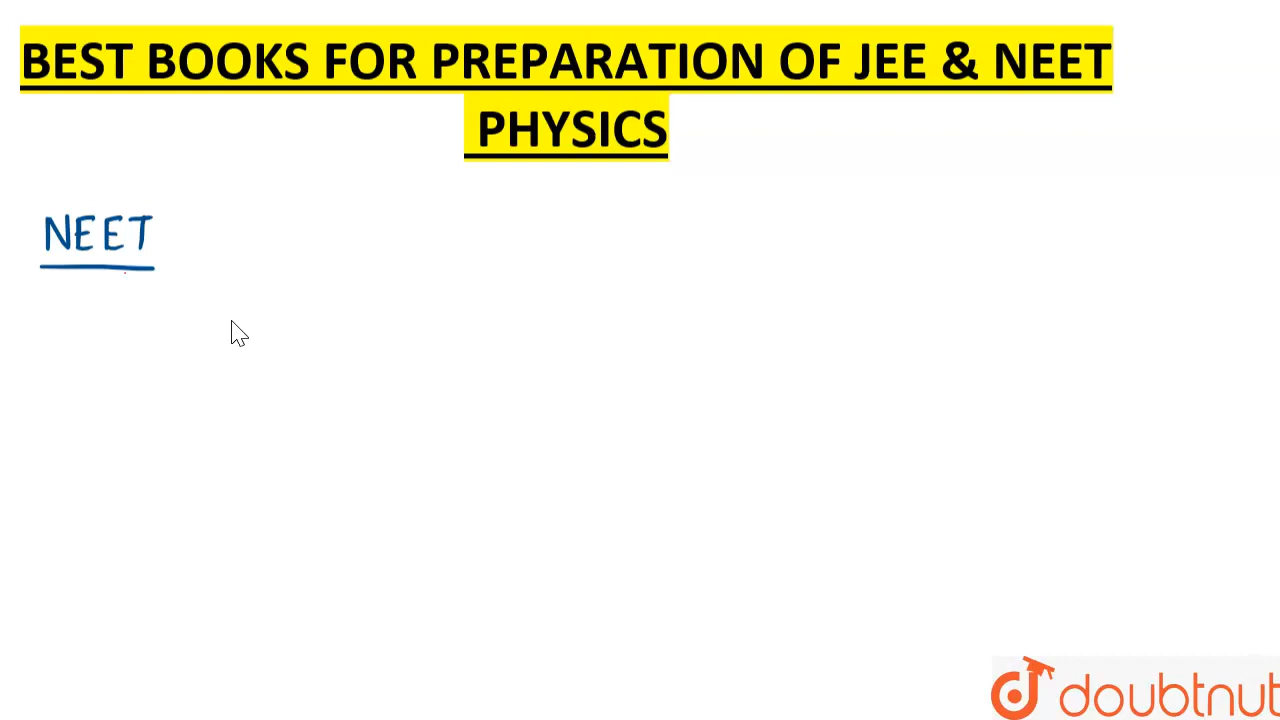 BEST BOOKS FOR PREPARATION OF JEE & NEET
PHYSICS
NEET
doubtnut